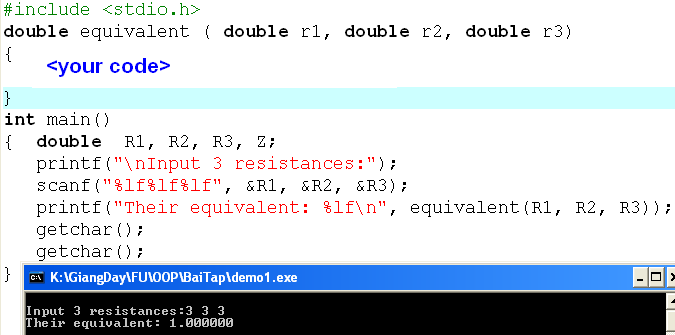 #include <stdio.h>
double equivalent ( double r1, double r2, double r3)
{
<your code>
}
int main()
{ double R1, R2, R3, Z;
printf("\nInput 3 resistances:");
scanf("%lf%lf%lf", &R1, &R2, &R3);
printf("Their equivalent: %lf\n", equivalent(R1, R2, R3));
getchar();
getchar();
}
K:\GiangDay\FU\OOP\BaiTap\demo1.exe
Input 3 resistances:3 3 3
Their equivalent: 1.000000